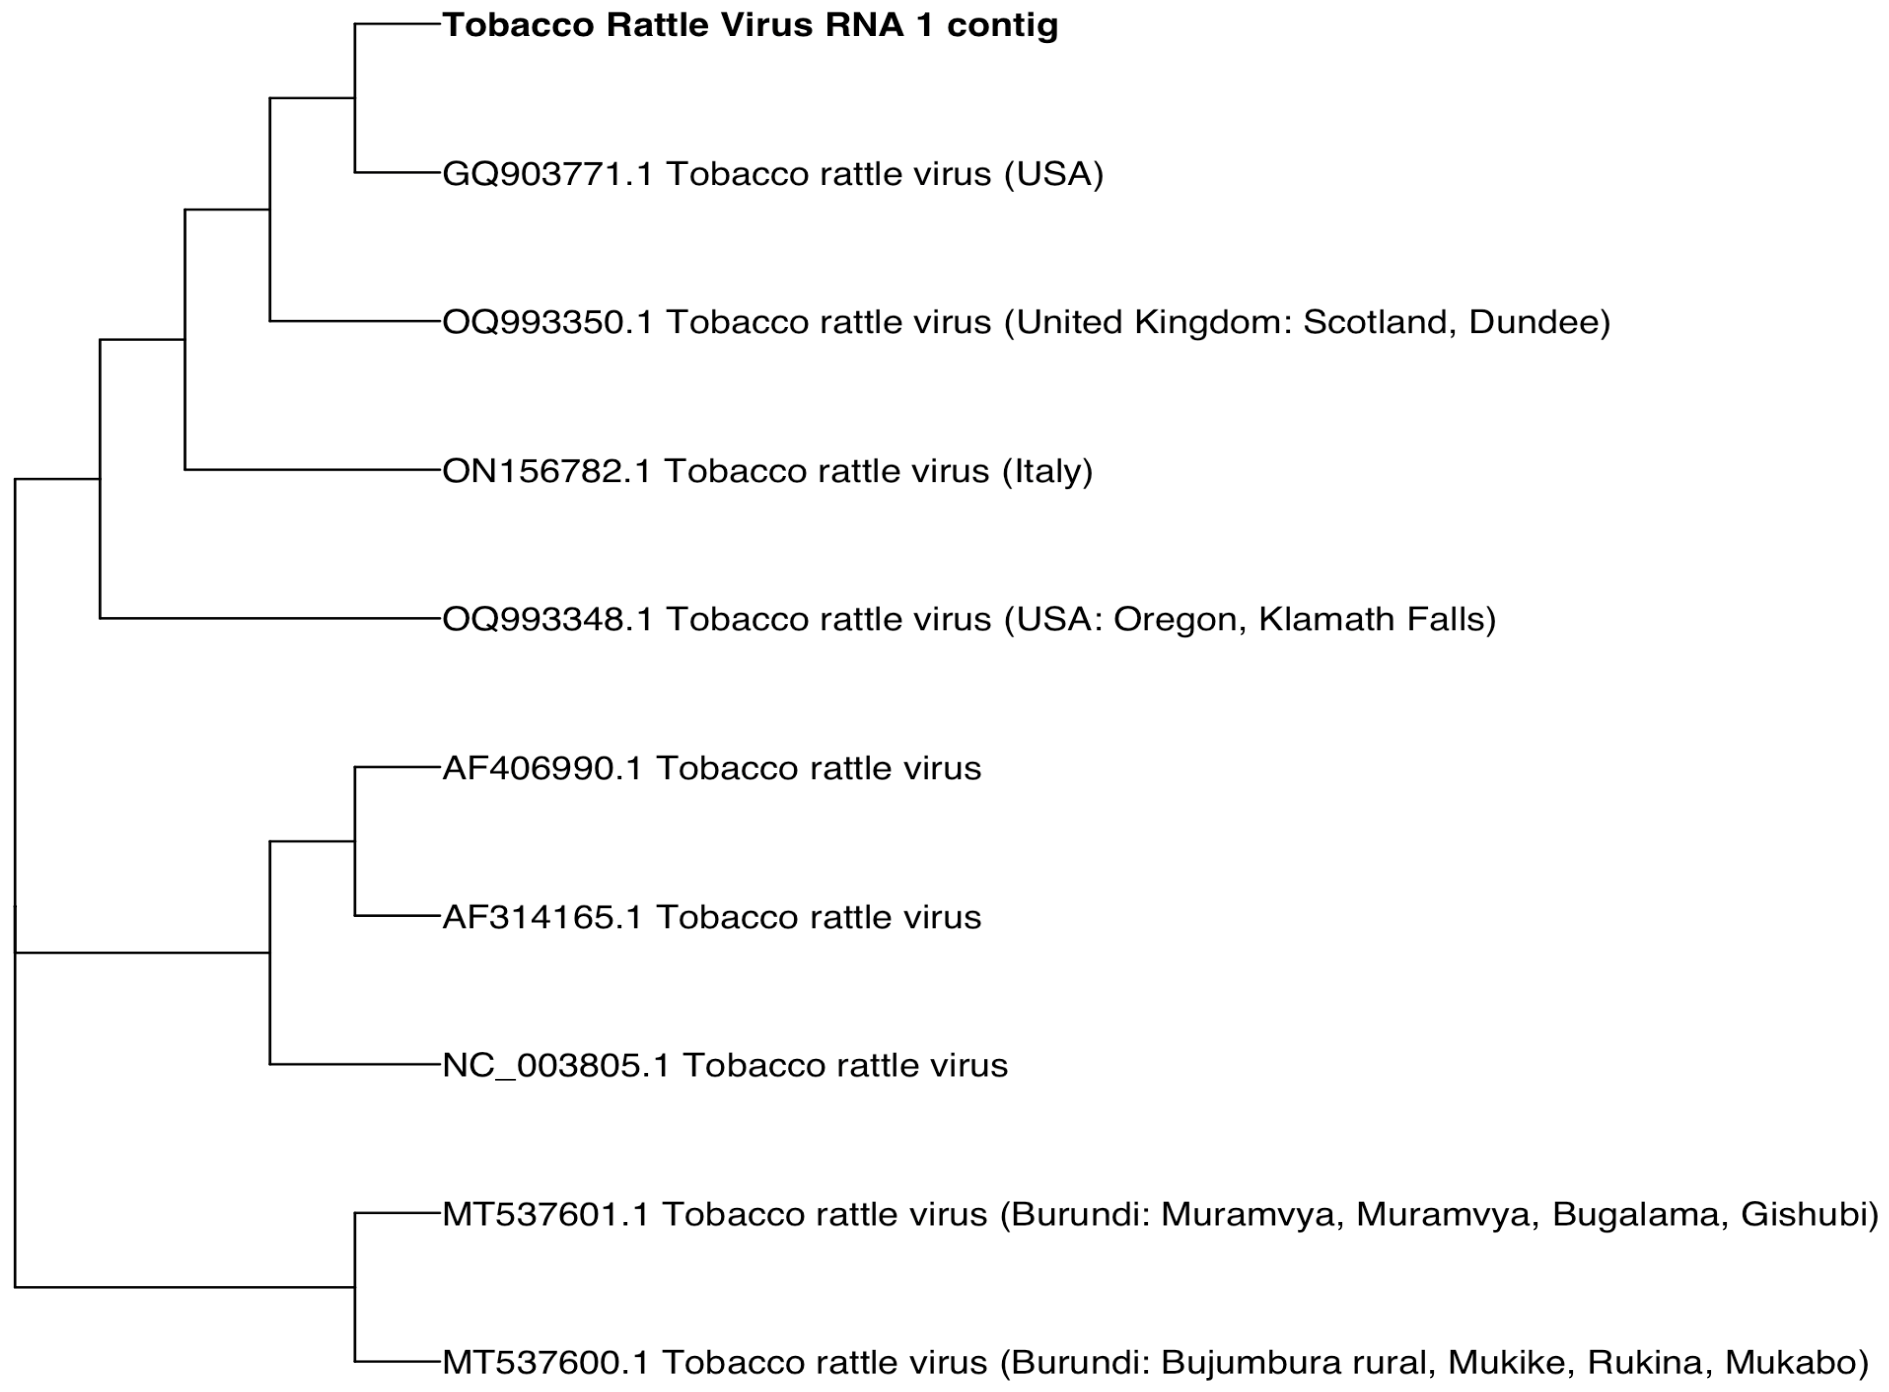 Tobacco Rattle Virus RNA 1 contig
GQ903771.1 Tobacco rattle virus (USA)
OQ993350.1 Tobacco rattle virus (United Kingdom: Scotland, Dundee)
ON156782.1 Tobacco rattle virus (Italy)
OQ993348.1 Tobacco rattle virus (USA: Oregon, Klamath Falls)
AF406990.1 Tobacco rattle virus
AF314165.1 Tobacco rattle virus
NC_003805.1 Tobacco rattle virus
MT537601.1 Tobacco rattle virus (Burundi: Muramvya, Muramvya, Bugalama, Gishubi)
MT537600.1 Tobacco rattle virus (Burundi: Bujumbura rural, Mukike, Rukina, Mukabo)